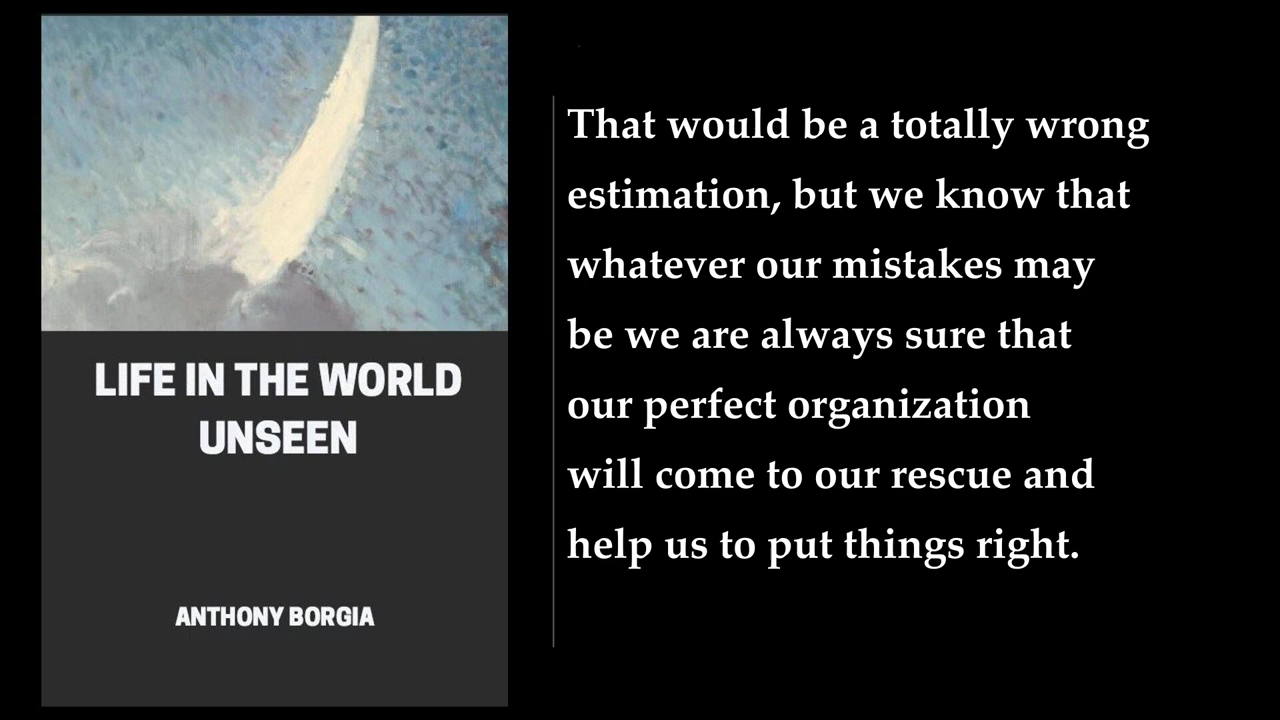 LIFE IN THE WORLD
UNSEEN
ANTHONY BORGIA
That would be a totally wrong
estimation, but we know that
whatever our mistakes may
be we are always sure that
our perfect organization
will come to our rescue and
help us to put things right.